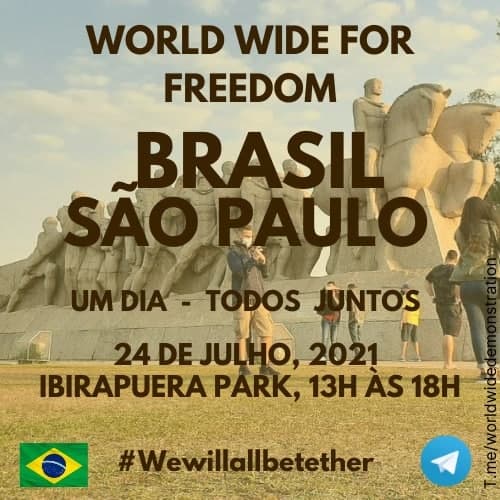 WORLD WIDE FOR
FREEDOM
BRASIL
SÃO PAULO
UM DIA - TODOS JUNTOS
24 DE JULHO, 2021
IBIRAPUERA PARK, 13H ÀS 18H
#Wewillallbetether
T.me/worldwidedemonstration